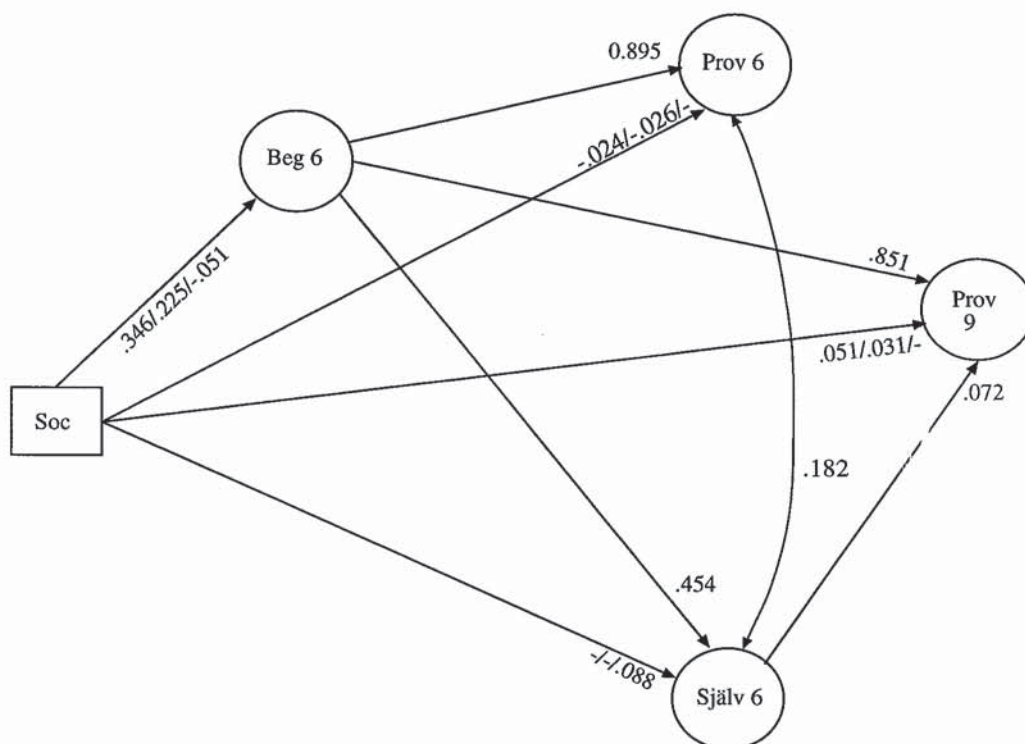 0.895
Prov 6
-.024/-.026/-
Beg 6
.346/.225/-.051
.851
Prov
9
.051/.031/-
.072
Soc
.182
.454
-/-/.088
Själv 6